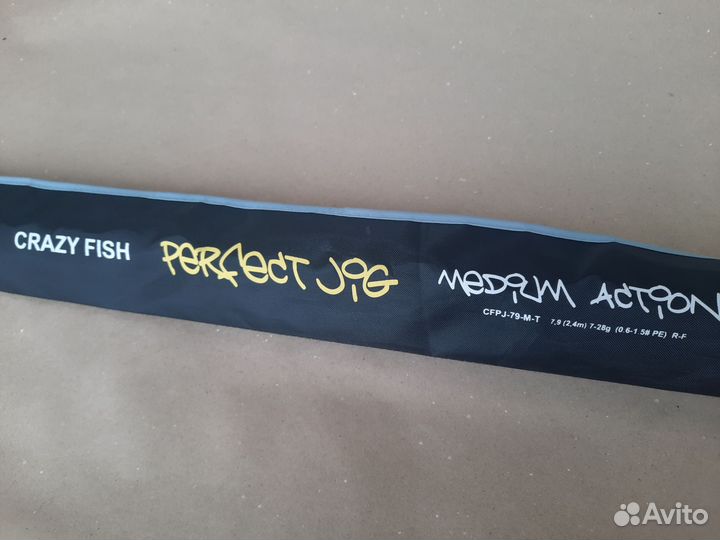 CRAZY FISH
PERFECT JIG
MEDIUM ACTION
CFPJ-79-M-T 7,9 (2,4m) 7-28g (0.6-1.5# PE) R-F
Avito